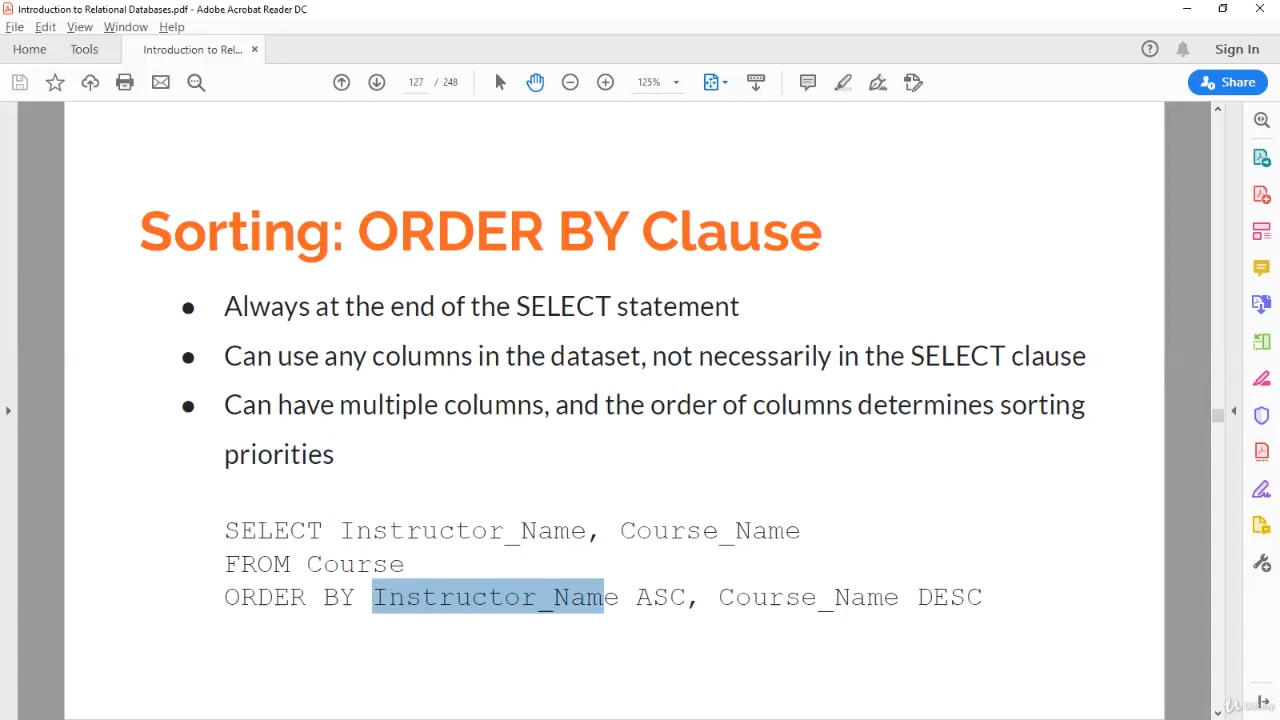 Introduction to Relational Databases.pdf - Adobe Acrobat Reader DC
File Edit View Window Help
Home Tools Introduction to Rel... × Sign In
127 / 248 125% Share
Sorting: ORDER BY Clause
● Always at the end of the SELECT statement
● Can use any columns in the dataset, not necessarily in the SELECT clause
● Can have multiple columns, and the order of columns determines sorting
priorities
SELECT Instructor_Name, Course_Name
FROM Course
ORDER BY Instructor_Name ASC, Course_Name DESC
Udemy